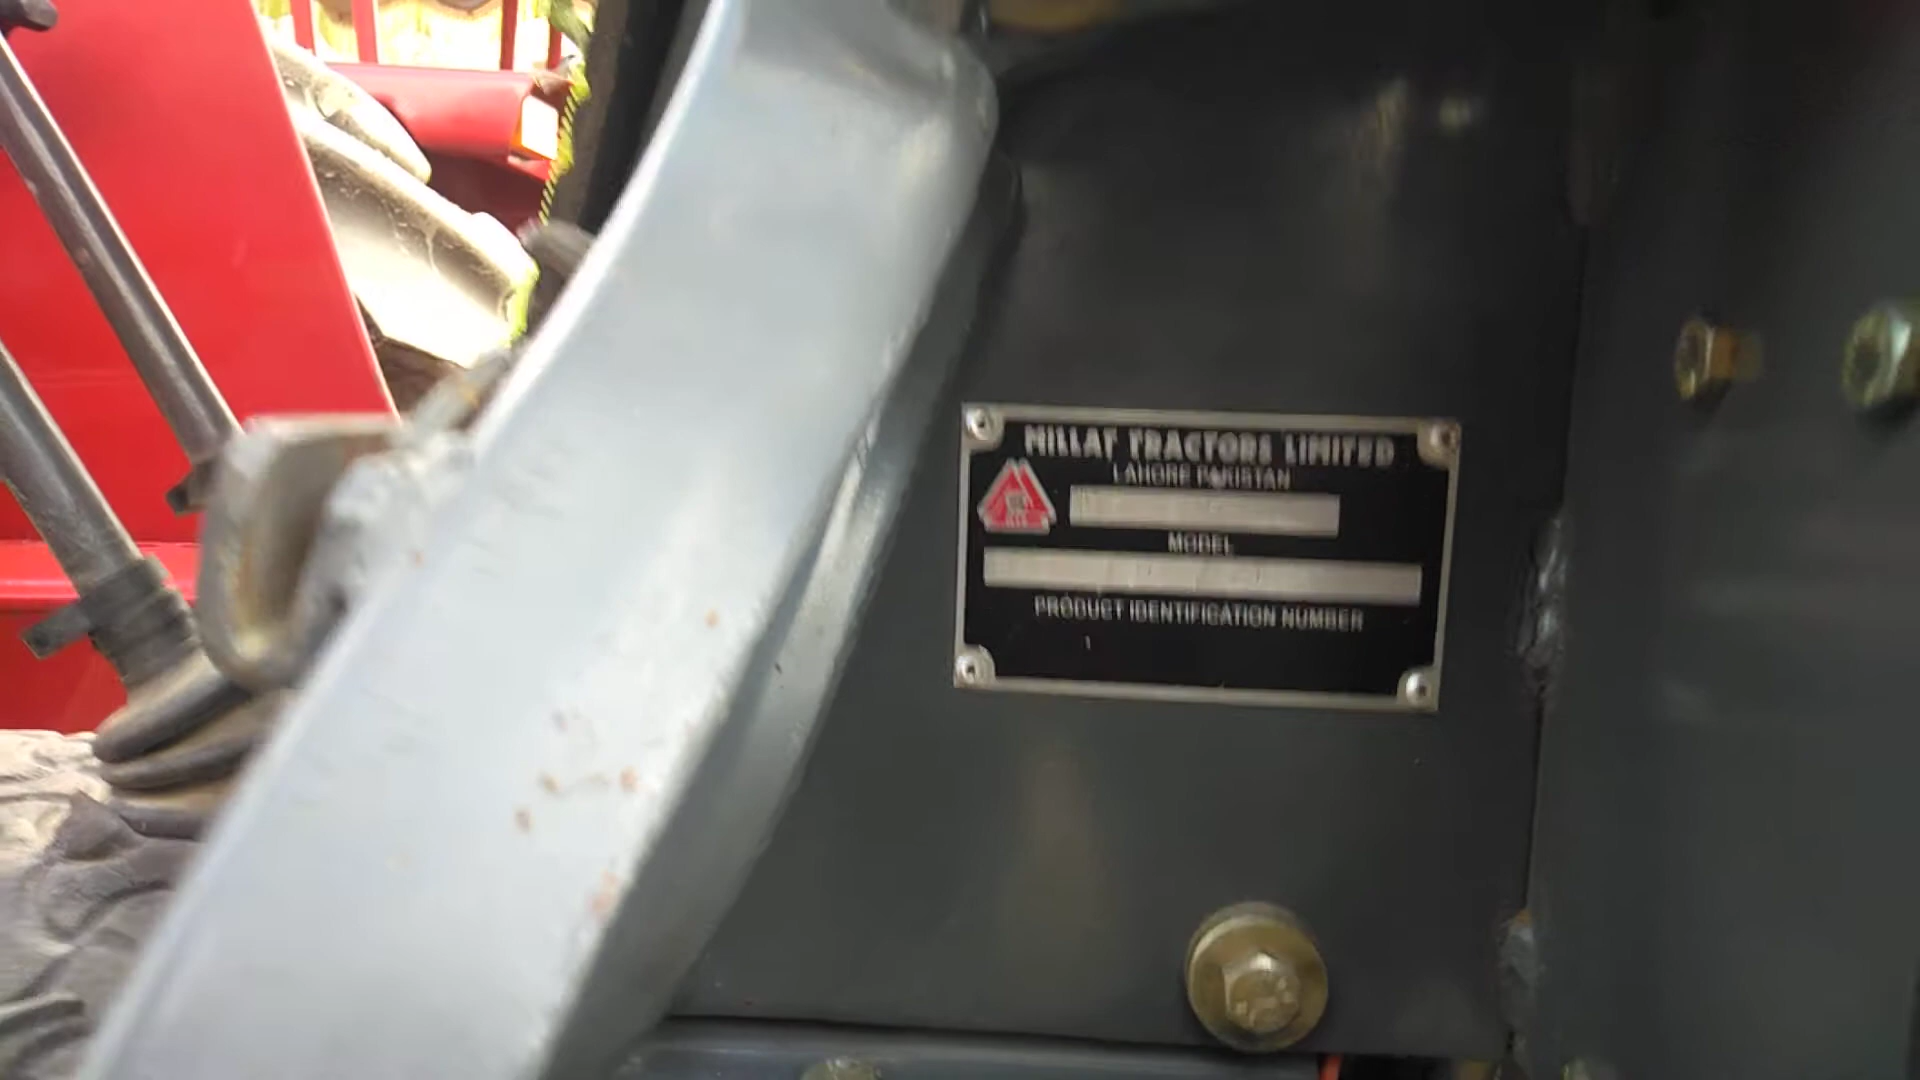 MILLAT TRACTORS LIMITED
LAHORE PAKISTAN
MODEL
PRODUCT IDENTIFICATION NUMBER